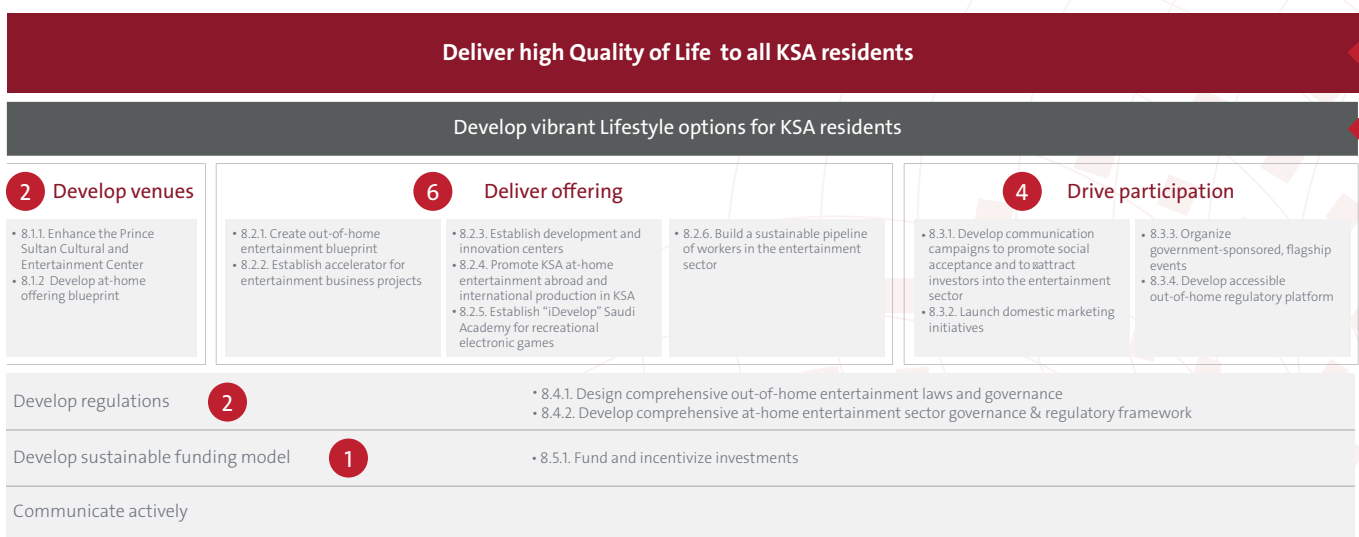 Deliver high Quality of Life to all KSA residents
Develop vibrant Lifestyle options for KSA residents
2 Develop venues
• 8.1.1. Enhance the Prince
Sultan Cultural and
Entertainment Center
• 8.1.2 Develop at-home
offering blueprint
6 Deliver offering
• 8.2.1. Create out-of-home
entertainment blueprint
• 8.2.2. Establish accelerator for
entertainment business projects
• 8.2.3. Establish development and
innovation centers
• 8.2.4. Promote KSA at-home
entertainment abroad and
international production in KSA
• 8.2.5. Establish "iDevelop" Saudi
Academy for recreational
electronic games
• 8.2.6. Build a sustainable pipeline
of workers in the entertainment
sector
4 Drive participation
• 8.3.1. Develop communication
campaigns to promote social
acceptance and to attract
investors into the entertainment
sector
• 8.3.2. Launch domestic marketing
initiatives
• 8.3.3. Organize
government-sponsored, flagship
events
• 8.3.4. Develop accessible
out-of-home regulatory platform
Develop regulations 2
• 8.4.1. Design comprehensive out-of-home entertainment laws and governance
• 8.4.2. Develop comprehensive at-home entertainment sector governance & regulatory framework
Develop sustainable funding model 1
• 8.5.1. Fund and incentivize investments
Communicate actively